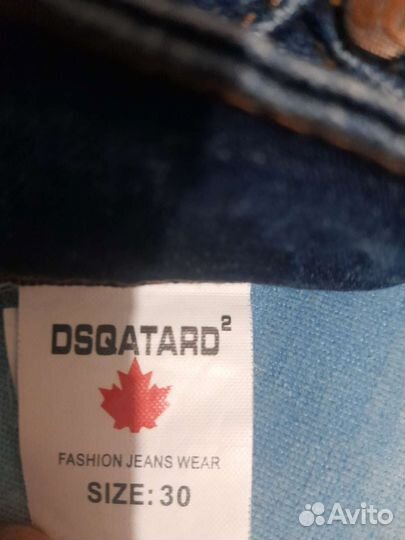 DSQATARD²
FASHION JEANS WEAR
SIZE: 30
Avito